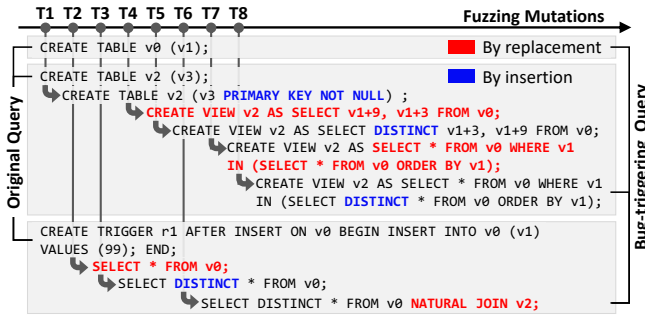 T1 T2 T3 T4 T5 T6 T7 T8 Fuzzing Mutations
CREATE TABLE v0 (v1);
By replacement
CREATE TABLE v2 (v3);
By insertion
CREATE TABLE v2 (v3 PRIMARY KEY NOT NULL) ;
CREATE VIEW v2 AS SELECT v1+9, v1+3 FROM v0;
CREATE VIEW v2 AS SELECT DISTINCT v1+3, v1+9 FROM v0;
CREATE VIEW v2 AS SELECT * FROM v0 WHERE v1
IN (SELECT * FROM v0 ORDER BY v1);
CREATE VIEW v2 AS SELECT * FROM v0 WHERE v1
IN (SELECT DISTINCT * FROM v0 ORDER BY v1);
CREATE TRIGGER r1 AFTER INSERT ON v0 BEGIN INSERT INTO v0 (v1)
VALUES (99); END;
SELECT * FROM v0;
SELECT DISTINCT * FROM v0;
SELECT DISTINCT * FROM v0 NATURAL JOIN v2;
Original Query
Bug-triggering Query